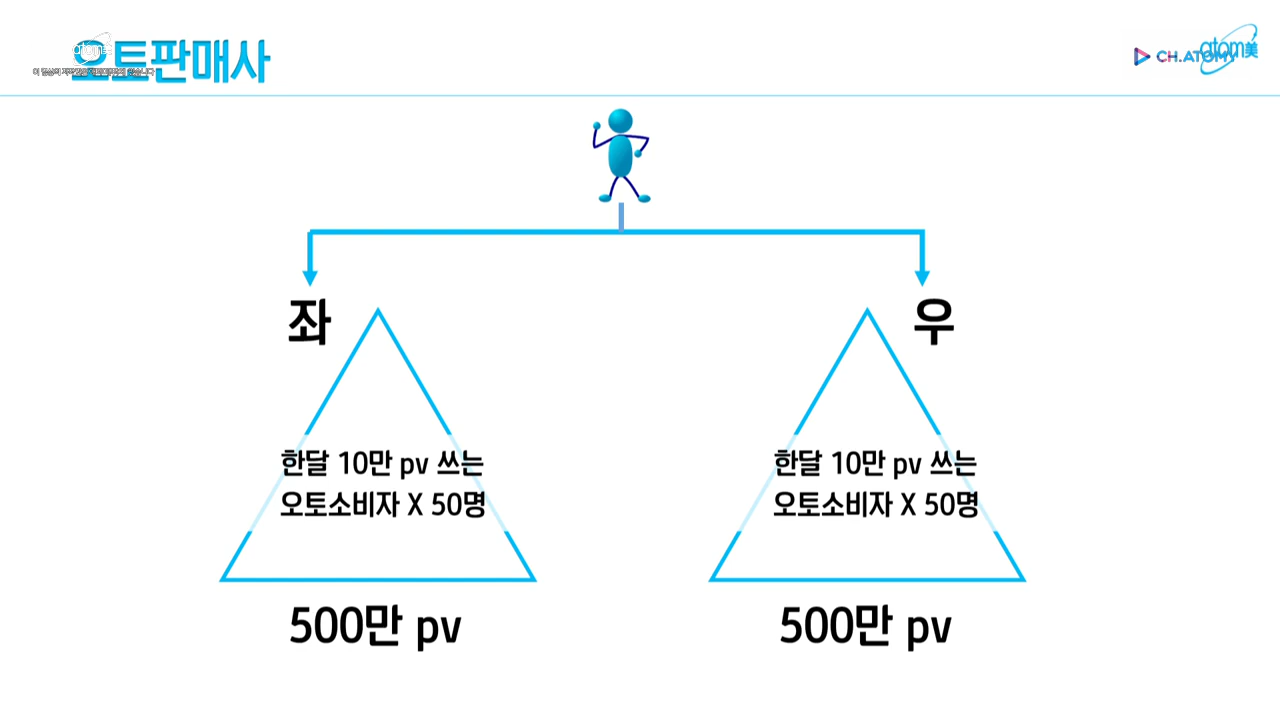 오토판매사
atom美
CH.ATOMY
좌
우
한달 10만 pv 쓰는
오토소비자 X 50명
한달 10만 pv 쓰는
오토소비자 X 50명
500만 pv
500만 pv